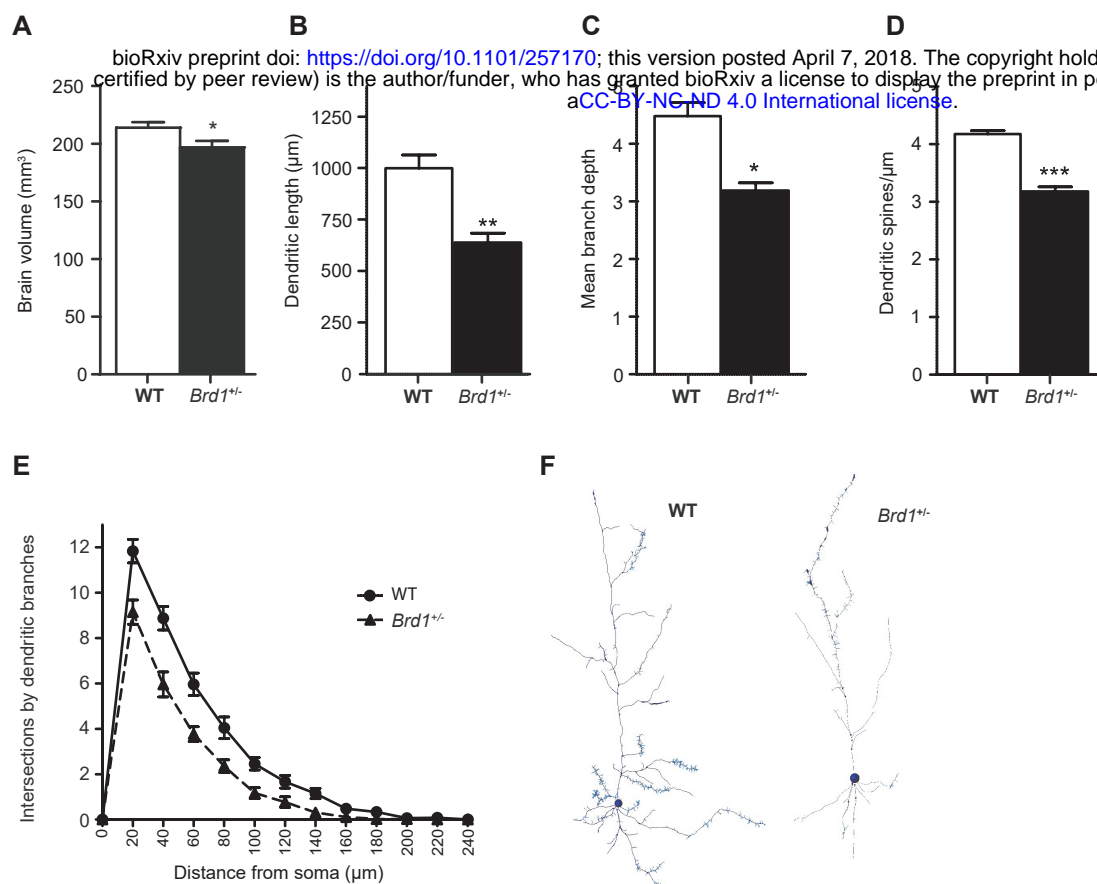 A
B
C
D
bioRxiv preprint doi: https://doi.org/10.1101/257170; this version posted April 7, 2018. The copyright hold
certified by peer review) is the author/funder, who has granted bioRxiv a license to display the preprint in pe
aCC-BY-NC-ND 4.0 International license.
Brain volume (mm³)
250
200
150
100
50
0
*
WT
Brd1+/-
Dendritic length (µm)
1000
750
500
250
0
**
WT
Brd1+/-
Mean branch depth
5
4
3
2
1
0
*
WT
Brd1+/-
Dendritic spines/µm
5
4
3
2
1
0
***
WT
Brd1+/-
E
Intersections by dendritic branches
12
10
8
6
4
2
0
WT
Brd1+/-
0 20 40 60 80 100 120 140 160 180 200 220 240
Distance from soma (µm)
F
WT
Brd1+/-